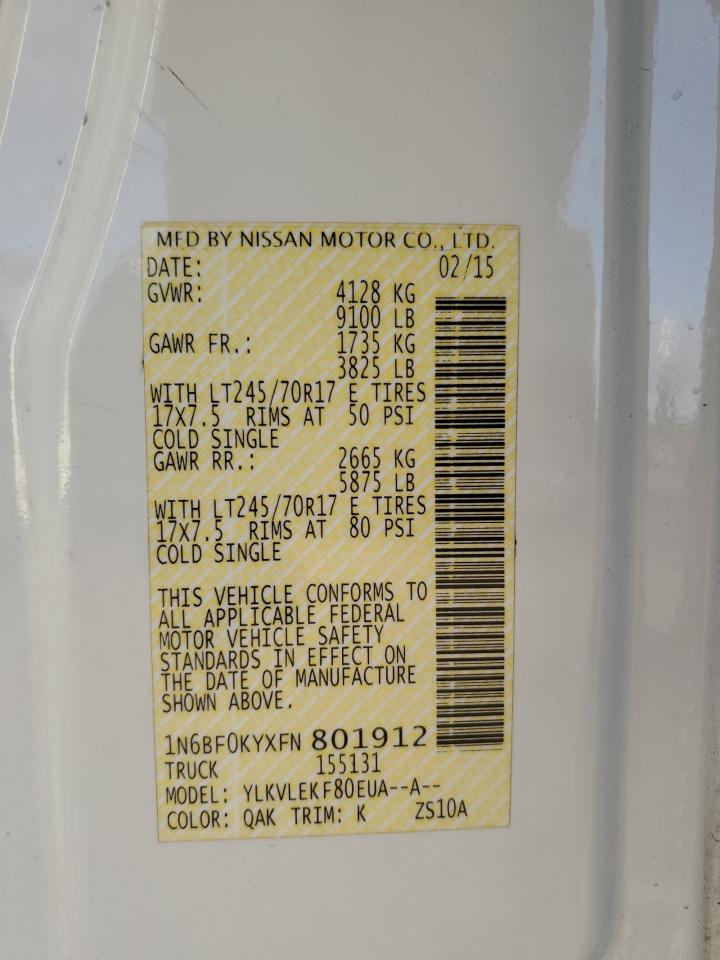 MFD BY NISSAN MOTOR CO., LTD.
DATE: 02/15
GVWR: 4128 KG
9100 LB
GAWR FR.: 1735 KG
3825 LB
WITH LT245/70R17 E TIRES
17X7.5 RIMS AT 50 PSI
COLD SINGLE
GAWR RR.: 2665 KG
5875 LB
WITH LT245/70R17 E TIRES
17X7.5 RIMS AT 80 PSI
COLD SINGLE
THIS VEHICLE CONFORMS TO
ALL APPLICABLE FEDERAL
MOTOR VEHICLE SAFETY
STANDARDS IN EFFECT ON
THE DATE OF MANUFACTURE
SHOWN ABOVE.
1N6BF0KYXFN 801912
TRUCK 155131
MODEL: YLKVLEKF80EUA--A--
COLOR: QAK TRIM: K ZS10A